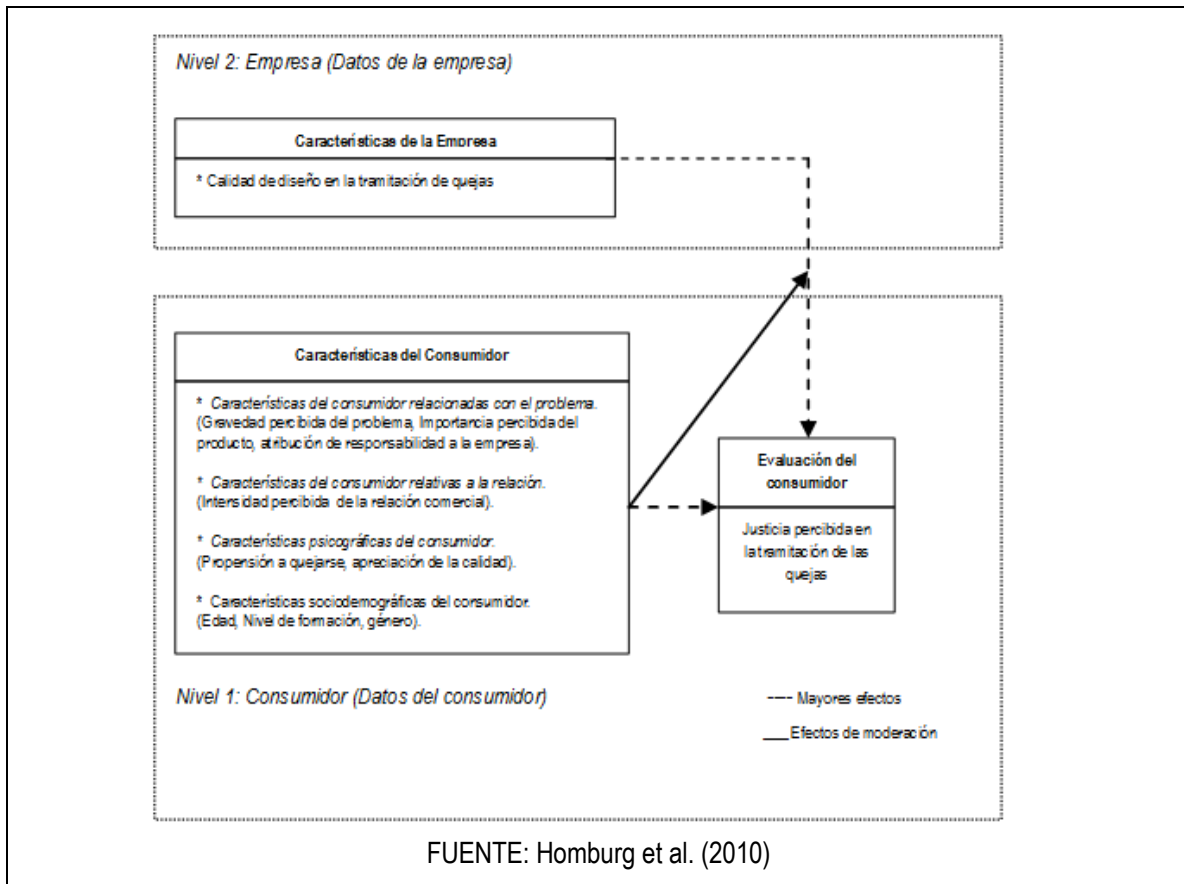 Nivel 2: Empresa (Datos de la empresa)
Características de la Empresa
* Calidad de diseño en la tramitación de quejas
Características del Consumidor
* Características del consumidor relacionadas con el problema.
(Gravedad percibida del problema, Importancia percibida del
producto, atribución de responsabilidad a la empresa).
* Características del consumidor relativas a la relación.
(Intensidad percibida de la relación comercial).
* Características psicográficas del consumidor.
(Propensión a quejarse, apreciación de la calidad).
* Características sociodemográficas del consumidor.
(Edad, Nivel de formación, género).
Evaluación del
consumidor
Justicia percibida en
la tramitación de las
quejas
Nivel 1: Consumidor (Datos del consumidor)
---- Mayores efectos
___ Efectos de moderación
FUENTE: Homburg et al. (2010)